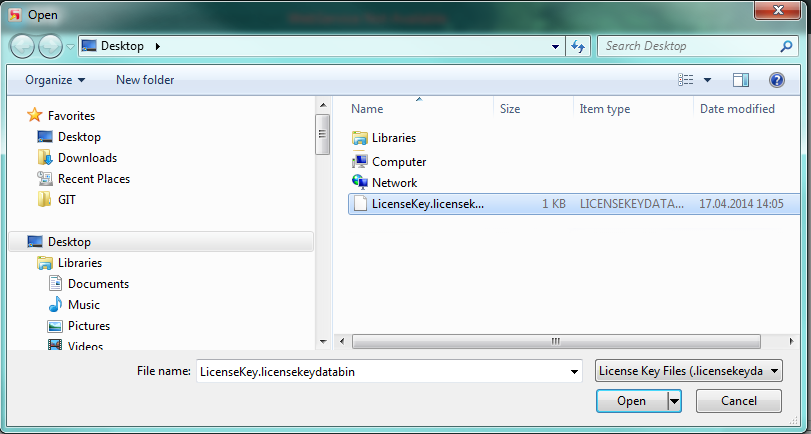 Open
Desktop
Search Desktop
Organize
New folder
Name Size Item type Date modified
Favorites
Desktop
Downloads
Recent Places
GIT
Desktop
Libraries
Documents
Music
Pictures
Videos
Libraries
Computer
Network
LicenseKey.licensek... 1 KB LICENSEKEYDATA... 17.04.2014 14:05
File name: LicenseKey.licensekeydatabin
License Key Files (.licensekeyda
Open Cancel